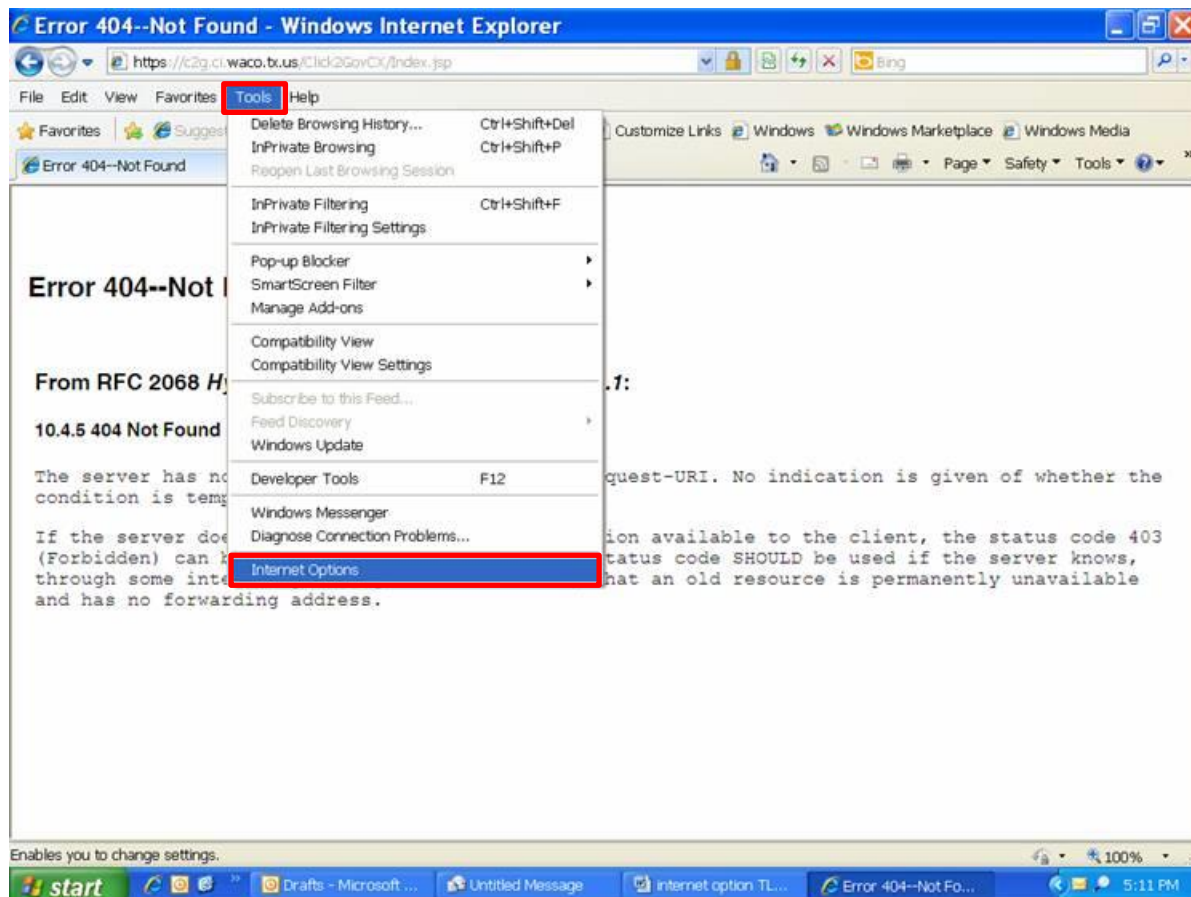 Error 404--Not Found - Windows Internet Explorer
https://c2g.ci.waco.tx.us/Click2GovCX/Index.jsp
Bing
File Edit View Favorites Tools Help
Favorites Suggest Customize Links Windows Windows Marketplace Windows Media
Error 404--Not Found Page Safety Tools
Delete Browsing History... Ctrl+Shift+Del
InPrivate Browsing Ctrl+Shift+P
Reopen Last Browsing Session
InPrivate Filtering Ctrl+Shift+F
InPrivate Filtering Settings
Pop-up Blocker
SmartScreen Filter
Manage Add-ons
Compatibility View
Compatibility View Settings
Subscribe to this Feed...
Feed Discovery
Windows Update
Developer Tools F12
Windows Messenger
Diagnose Connection Problems...
Internet Options
Error 404--Not
From RFC 2068 H .1:
10.4.5 404 Not Found
The server has no quest-URI. No indication is given of whether the
condition is temp
If the server doe ion available to the client, the status code 403
(Forbidden) can tatus code SHOULD be used if the server knows,
through some inte hat an old resource is permanently unavailable
and has no forwarding address.
Enables you to change settings. 100%
start Drafts - Microsoft ... Untitled Message internet option TL... Error 404--Not Fo... 5:11 PM